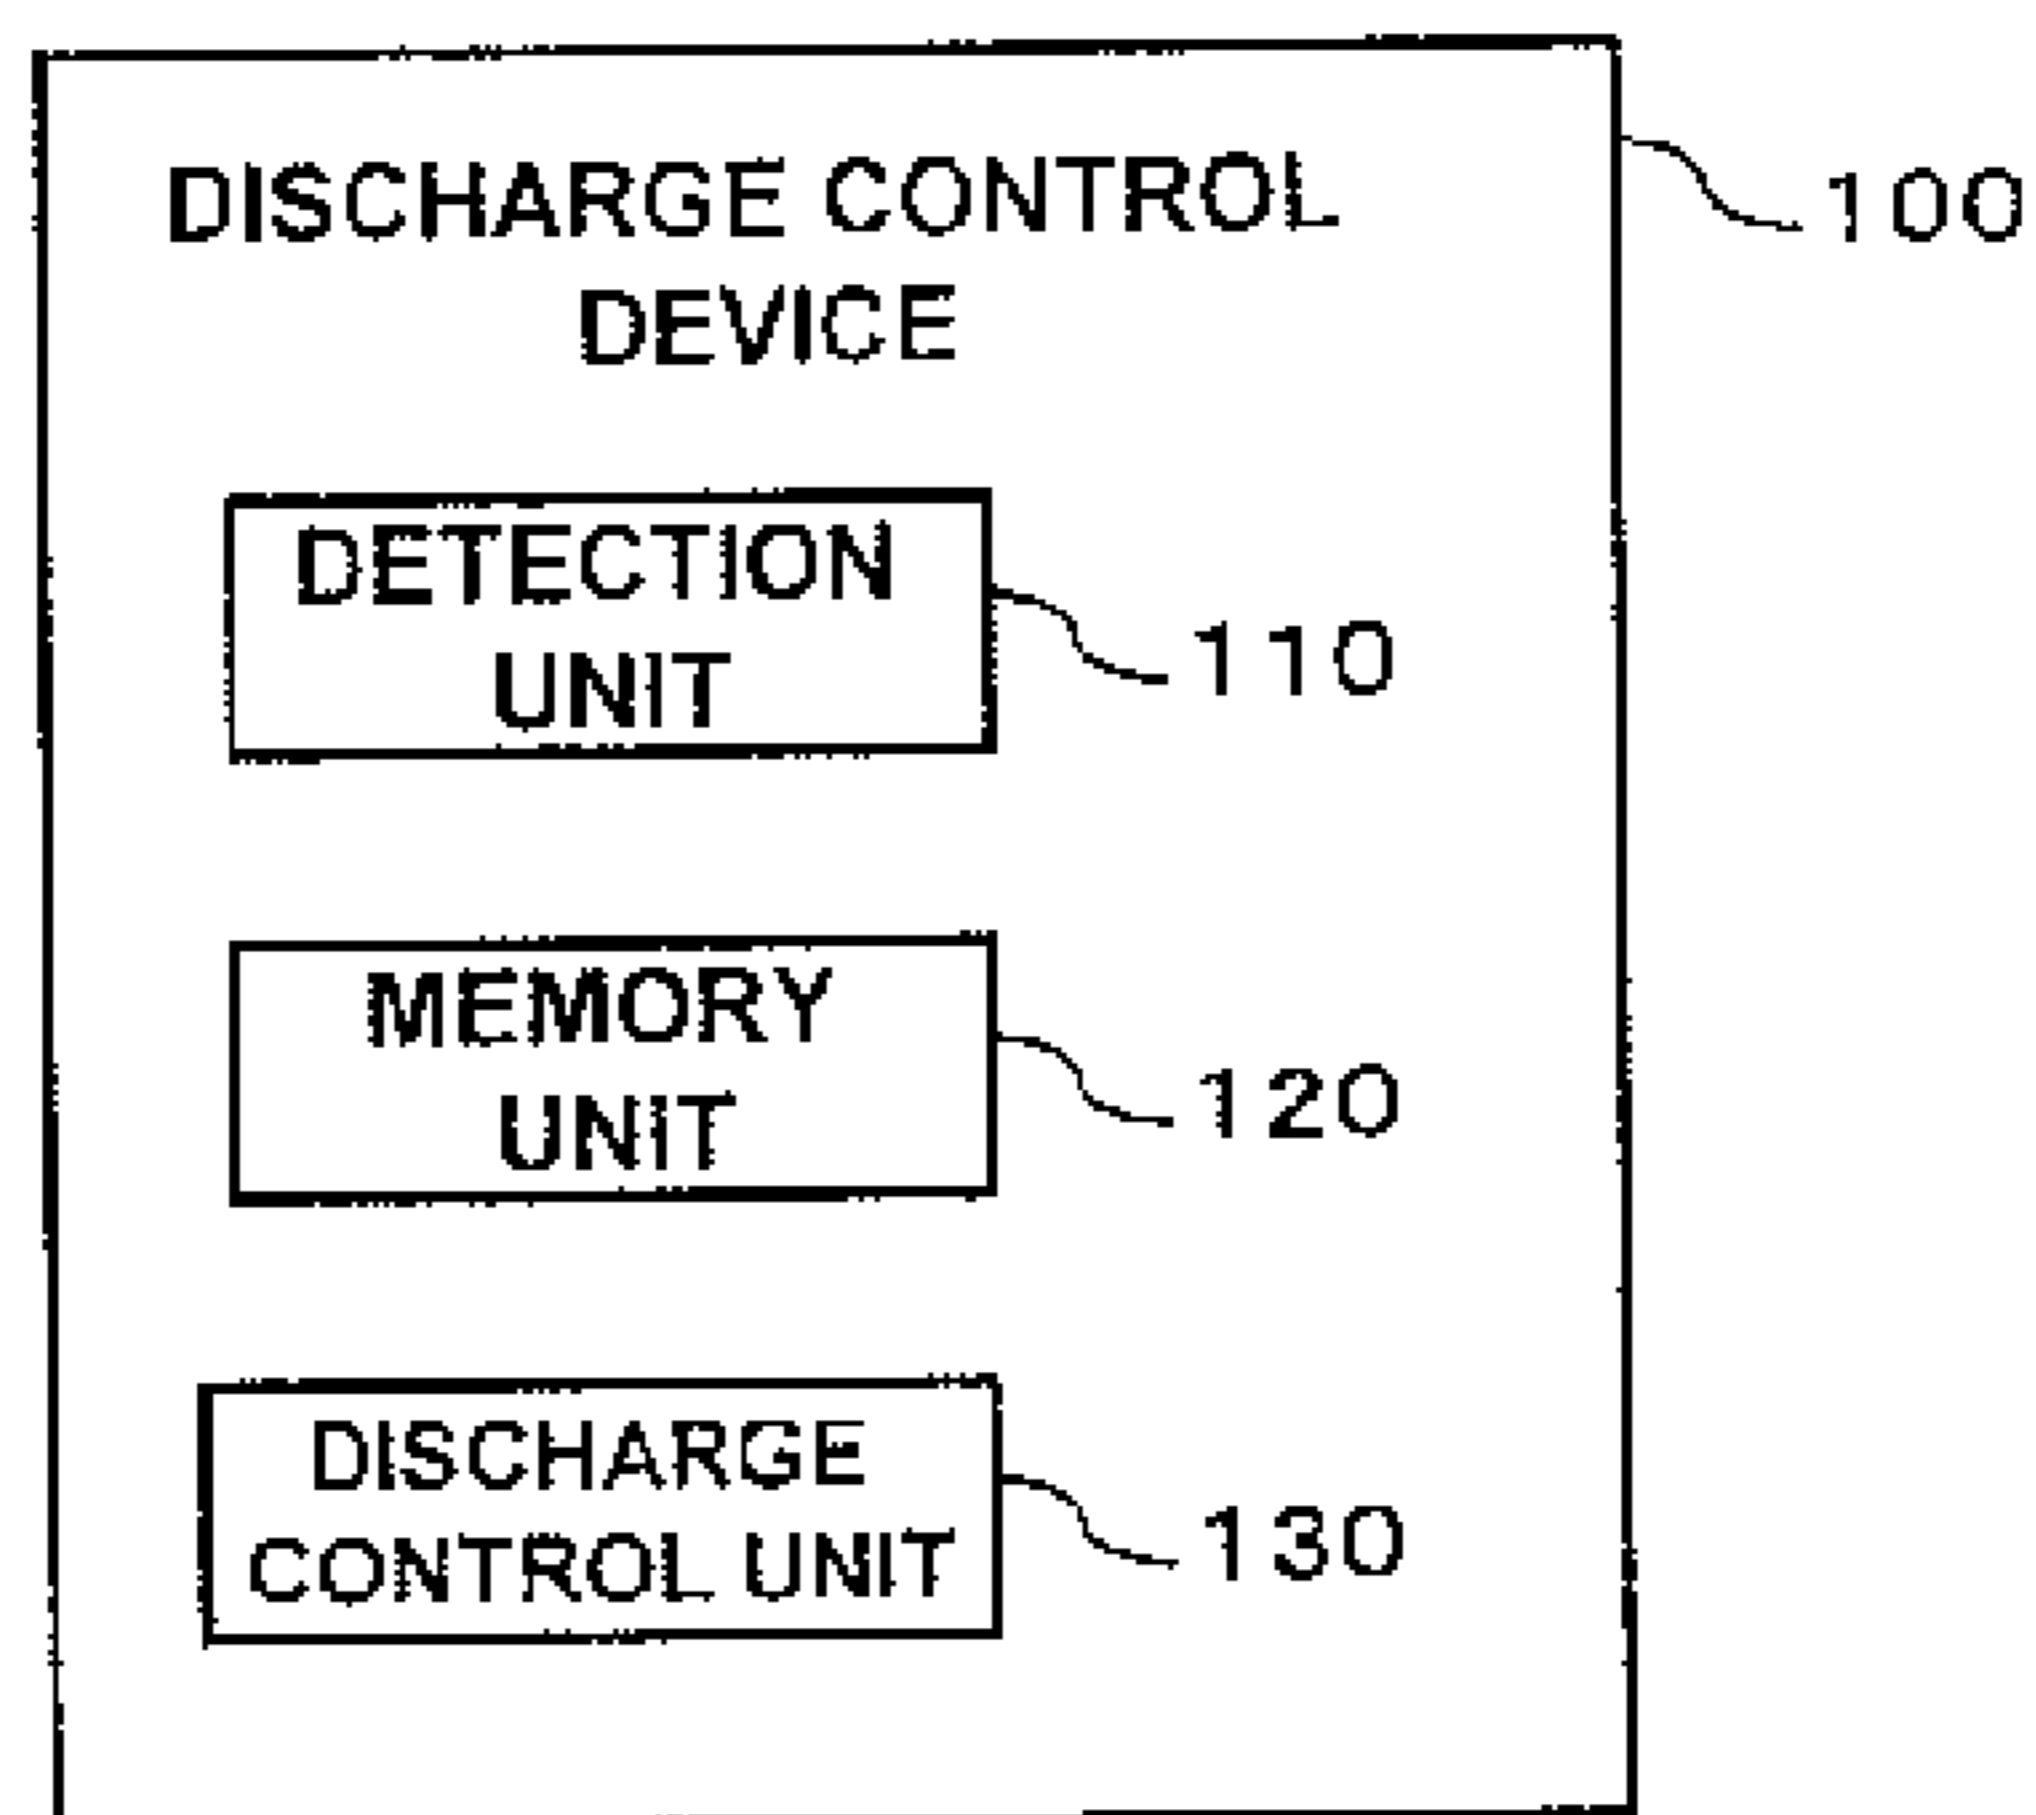 DISCHARGE CONTROL
DEVICE
100
DETECTION
UNIT
110
MEMORY
UNIT
120
DISCHARGE
CONTROL UNIT
130